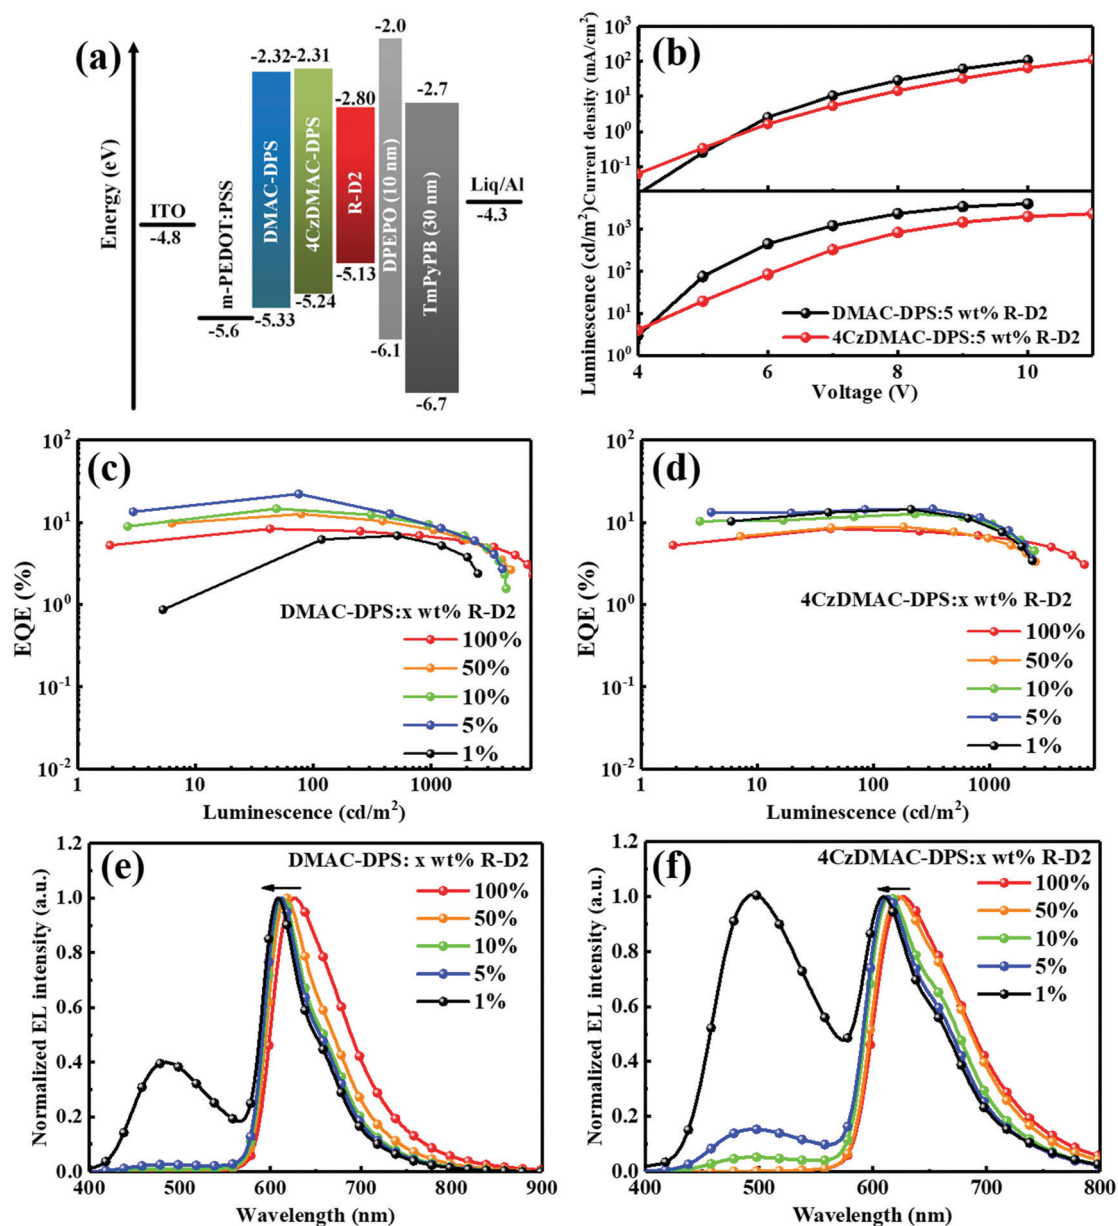 (a)
Energy (eV)
ITO
-4.8
m-PEDOT:PSS
-5.6
-2.32
DMAC-DPS
-5.33
-2.31
4CzDMAC-DPS
-5.24
-2.80
R-D2
-5.13
-2.0
DPEPO (10 nm)
-6.1
-2.7
TmPyPB (30 nm)
-6.7
Liq/Al
-4.3
(b)
Current density (mA/cm²)
10³
10²
10¹
10⁰
10⁻¹
Luminescence (cd/m²)
10³
10²
10¹
10⁰
DMAC-DPS:5 wt% R-D2
4CzDMAC-DPS:5 wt% R-D2
4 6 8 10
Voltage (V)
(c)
EQE (%)
10²
10¹
10⁰
10⁻¹
10⁻²
DMAC-DPS:x wt% R-D2
100%
50%
10%
5%
1%
1 10 100 1000
Luminescence (cd/m²)
(d)
EQE (%)
10²
10¹
10⁰
10⁻¹
10⁻²
4CzDMAC-DPS:x wt% R-D2
100%
50%
10%
5%
1%
1 10 100 1000
Luminescence (cd/m²)
(e)
Normalized EL intensity (a.u.)
1.2
1.0
0.8
0.6
0.4
0.2
0.0
DMAC-DPS: x wt% R-D2
100%
50%
10%
5%
1%
400 500 600 700 800 900
Wavelength (nm)
(f)
Normalized EL intensity (a.u.)
1.2
1.0
0.8
0.6
0.4
0.2
0.0
4CzDMAC-DPS:x wt% R-D2
100%
50%
10%
5%
1%
400 500 600 700 800
Wavelength (nm)